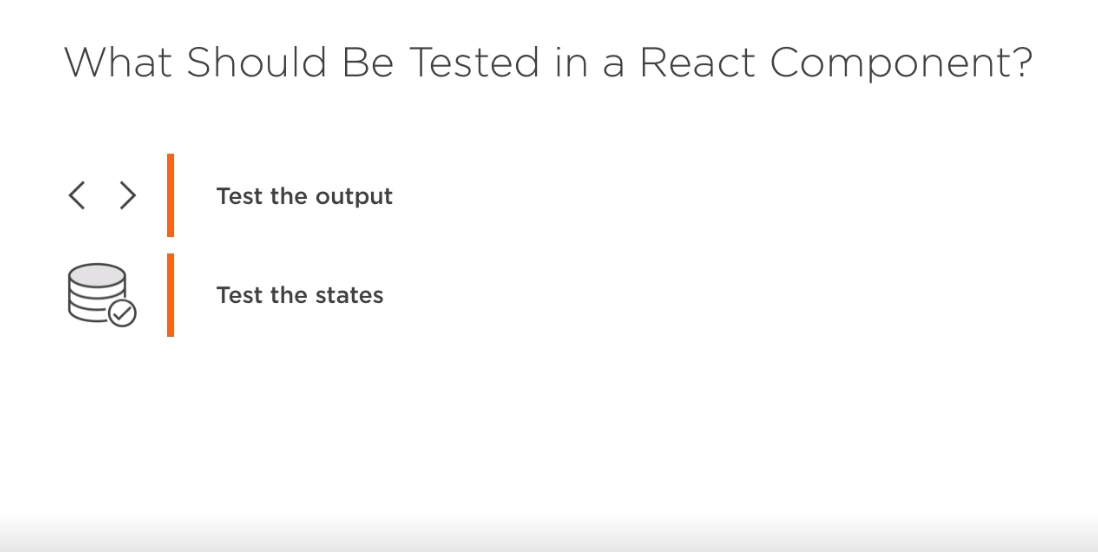 What Should Be Tested in a React Component?
Test the output
Test the states